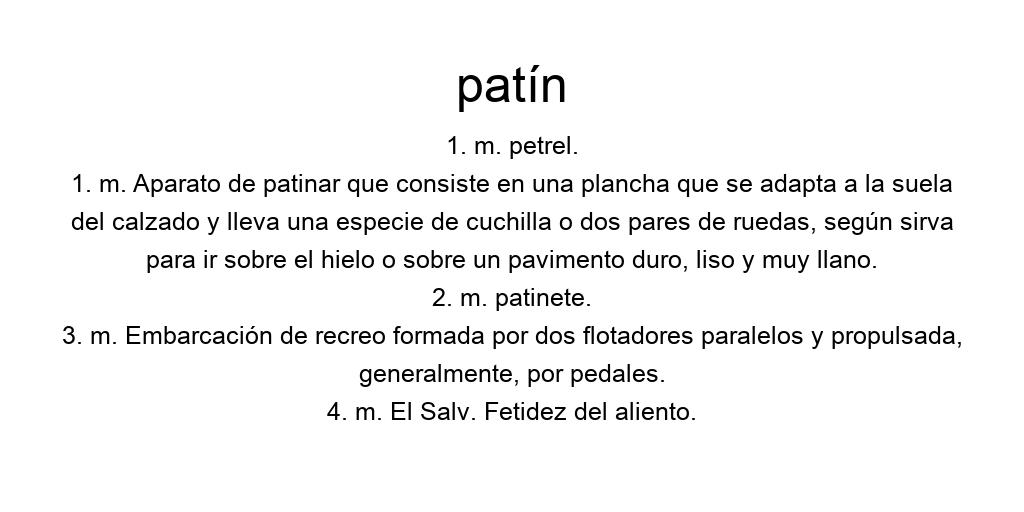 patín
1. m. petrel.
1. m. Aparato de patinar que consiste en una plancha que se adapta a la suela
del calzado y lleva una especie de cuchilla o dos pares de ruedas, según sirva
para ir sobre el hielo o sobre un pavimento duro, liso y muy llano.
2. m. patinete.
3. m. Embarcación de recreo formada por dos flotadores paralelos y propulsada,
generalmente, por pedales.
4. m. El Salv. Fetidez del aliento.